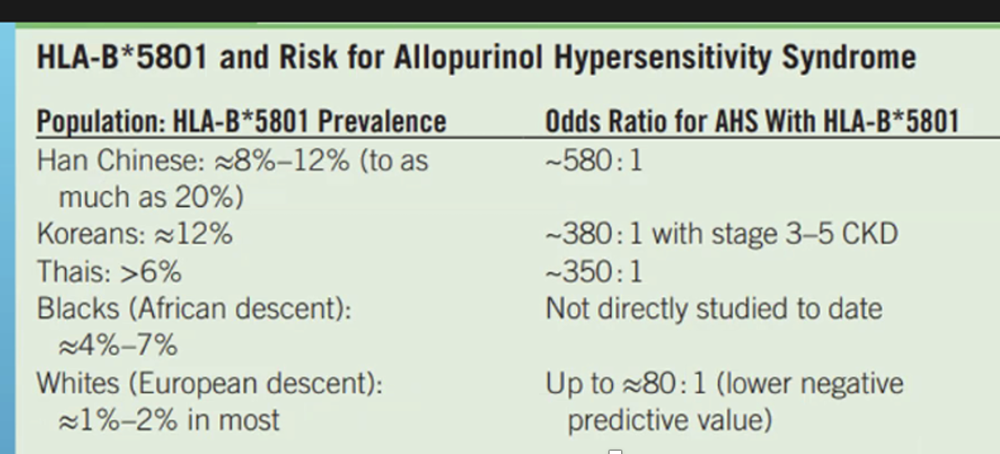 HLA-B*5801 and Risk for Allopurinol Hypersensitivity Syndrome
Population: HLA-B*5801 Prevalence Odds Ratio for AHS With HLA-B*5801
Han Chinese: ≈8%–12% (to as ~580:1
much as 20%)
Koreans: ≈12% ~380:1 with stage 3–5 CKD
Thais: >6% ~350:1
Blacks (African descent): Not directly studied to date
≈4%–7%
Whites (European descent): Up to ≈80:1 (lower negative
≈1%–2% in most predictive value)